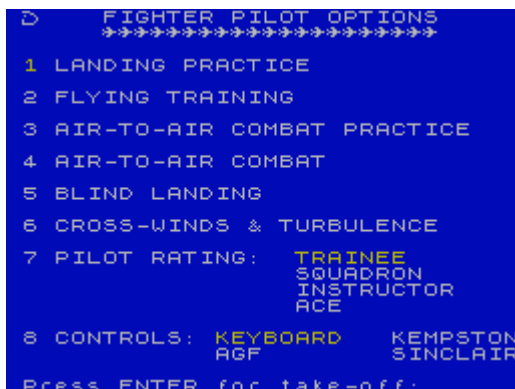 FIGHTER PILOT OPTIONS
1 LANDING PRACTICE
2 FLYING TRAINING
3 AIR-TO-AIR COMBAT PRACTICE
4 AIR-TO-AIR COMBAT
5 BLIND LANDING
6 CROSS-WINDS & TURBULENCE
7 PILOT RATING: TRAINEE
SQUADRON
INSTRUCTOR
ACE
8 CONTROLS: KEYBOARD KEMPSTON
AGF SINCLAIR
Press ENTER for take-off: